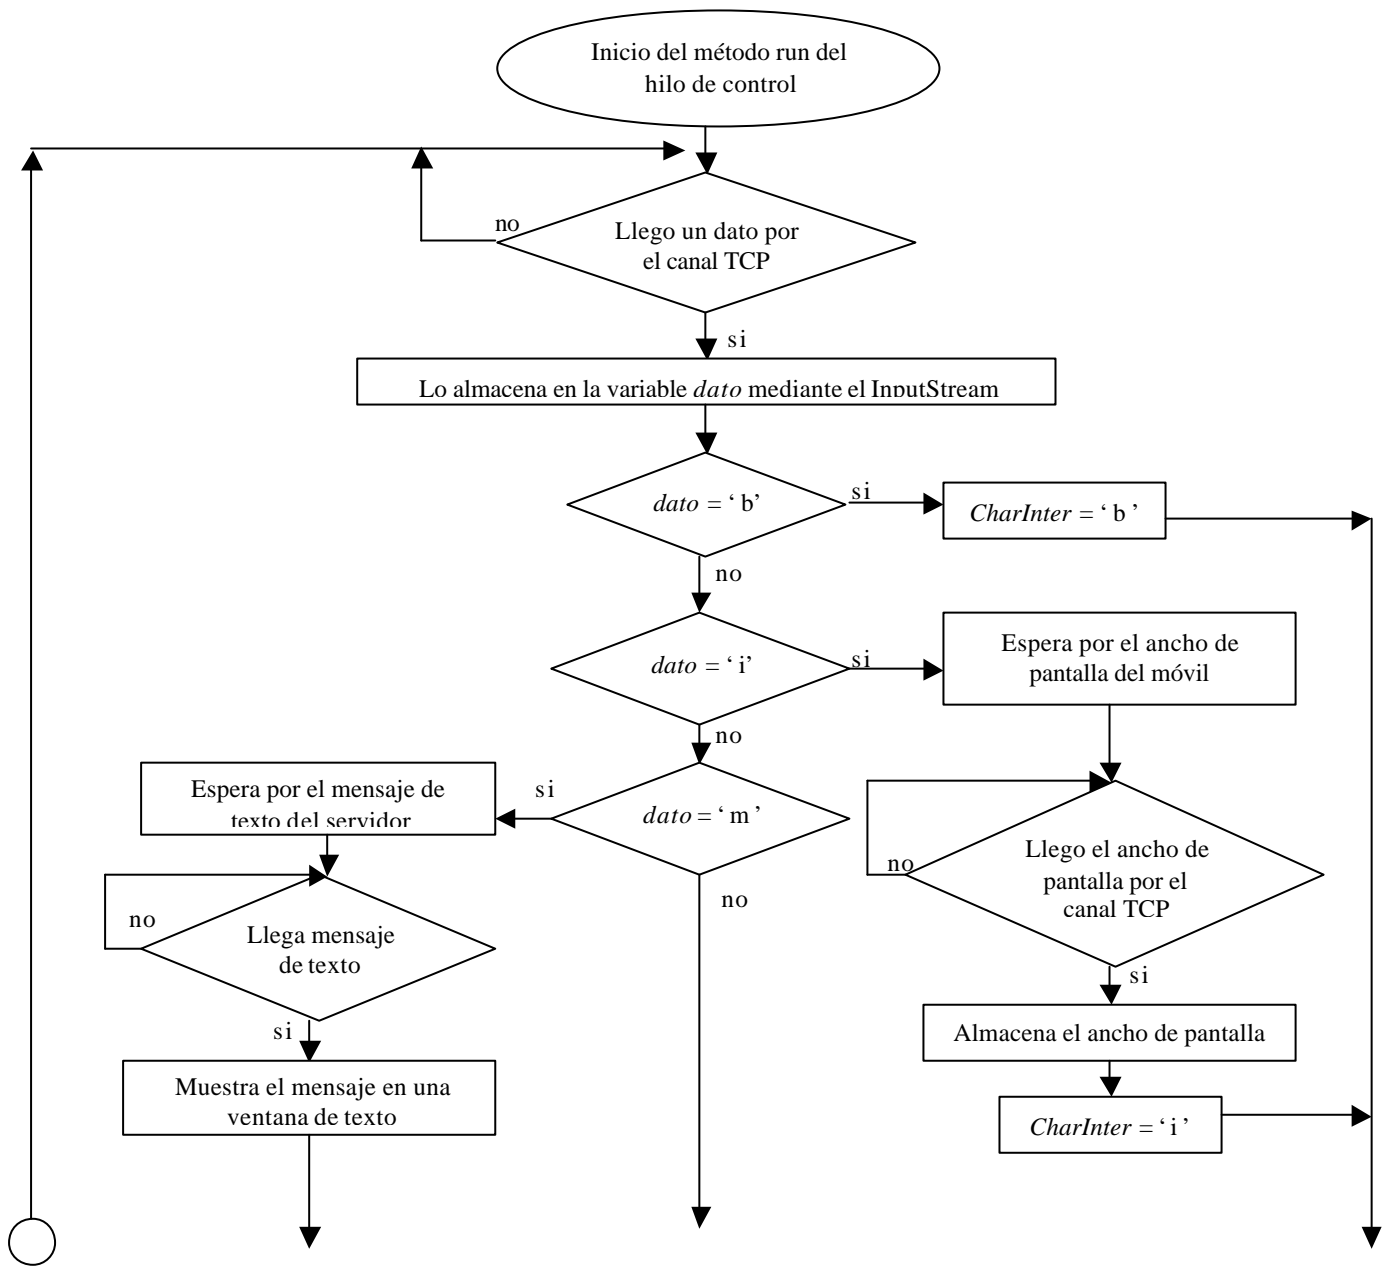 Inicio del método run del
hilo de control
no
Llego un dato por
el canal TCP
si
Lo almacena en la variable dato mediante el InputStream
dato = ‘ b’
si
CharInter = ‘ b ’
no
dato = ‘ i’
si
Espera por el ancho de
pantalla del móvil
no
Espera por el mensaje de
texto del servidor
si
dato = ‘ m ’
no
Llego el ancho de
pantalla por el
canal TCP
no
no
Llega mensaje
de texto
si
si
Almacena el ancho de pantalla
Muestra el mensaje en una
ventana de texto
CharInter = ‘ i ’